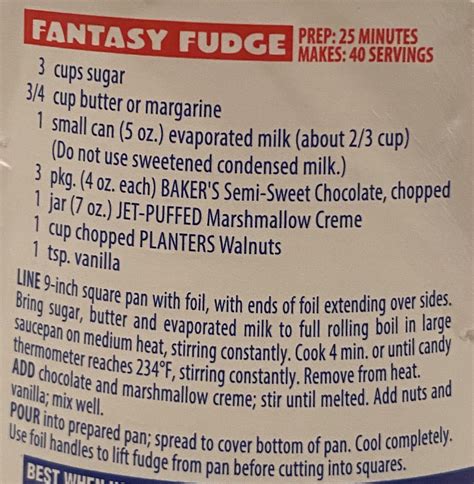 FANTASY FUDGE
PREP: 25 MINUTES
MAKES: 40 SERVINGS
3 cups sugar
3/4 cup butter or margarine
1 small can (5 oz.) evaporated milk (about 2/3 cup)
(Do not use sweetened condensed milk.)
3 pkg. (4 oz. each) BAKER'S Semi-Sweet Chocolate, chopped
1 jar (7 oz.) JET-PUFFED Marshmallow Creme
1 cup chopped PLANTERS Walnuts
1 tsp. vanilla
LINE 9-inch square pan with foil, with ends of foil extending over sides.
Bring sugar, butter and evaporated milk to full rolling boil in large
saucepan on medium heat, stirring constantly. Cook 4 min. or until candy
thermometer reaches 234°F, stirring constantly. Remove from heat.
ADD chocolate and marshmallow creme; stir until melted. Add nuts and
vanilla; mix well.
POUR into prepared pan; spread to cover bottom of pan. Cool completely.
Use foil handles to lift fudge from pan before cutting into squares.
BEST WHEN